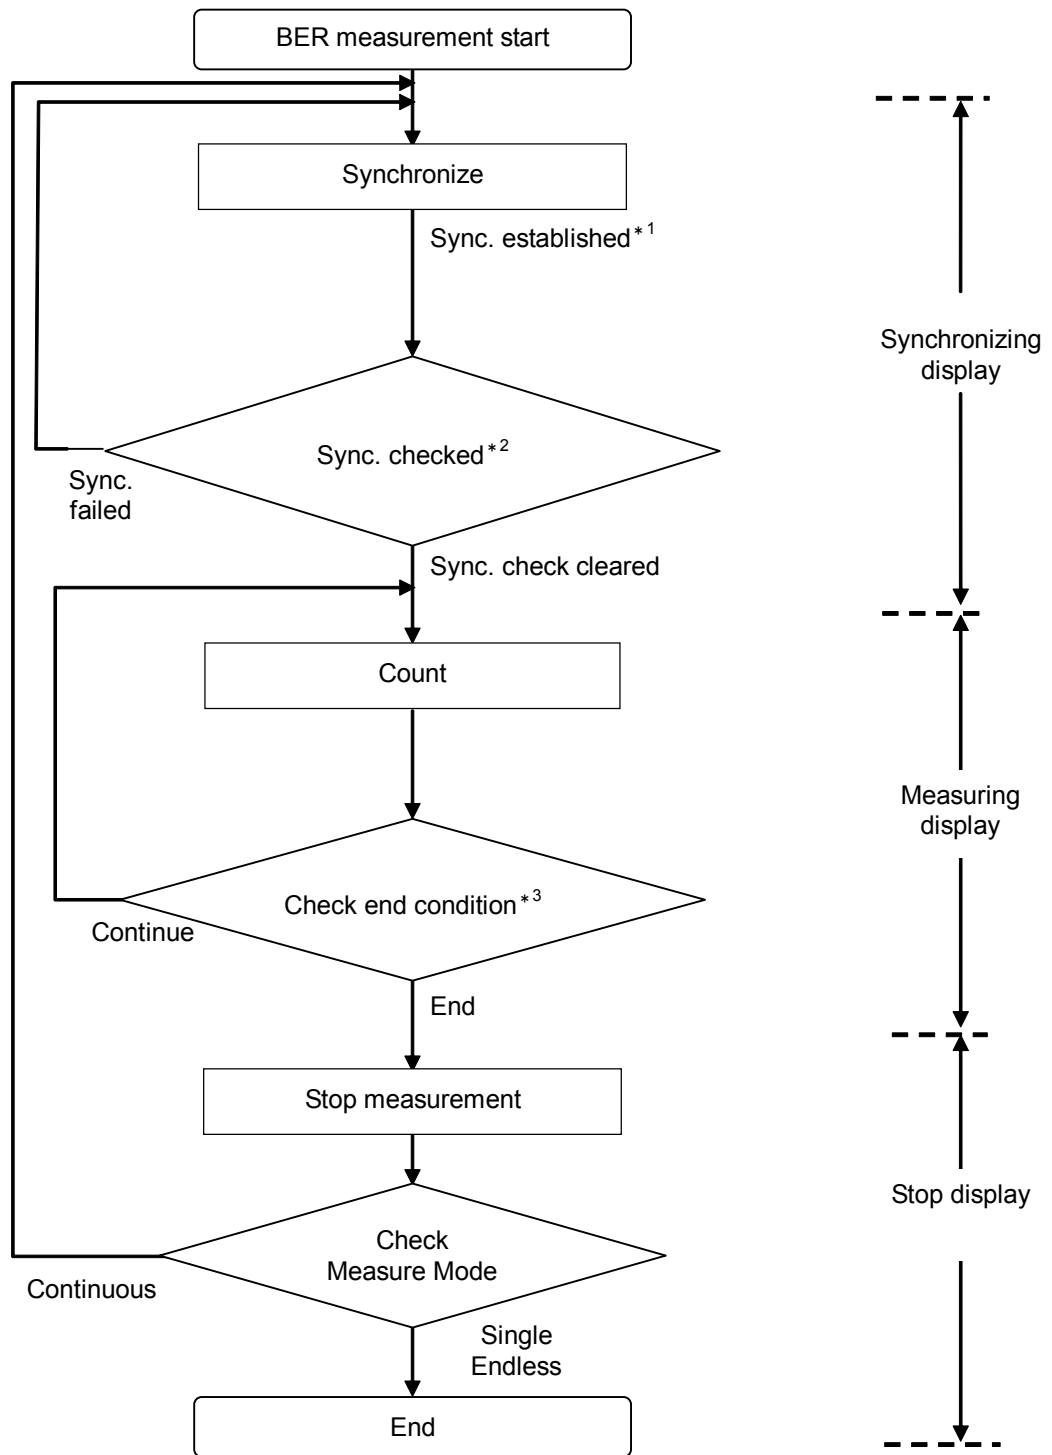 BER measurement start
Synchronize
Sync. established*1
Synchronizing
display
Sync. checked*2
Sync.
failed
Sync. check cleared
Count
Measuring
display
Check end condition*3
Continue
End
Stop measurement
Stop display
Check
Measure Mode
Continuous
Single
Endless
End